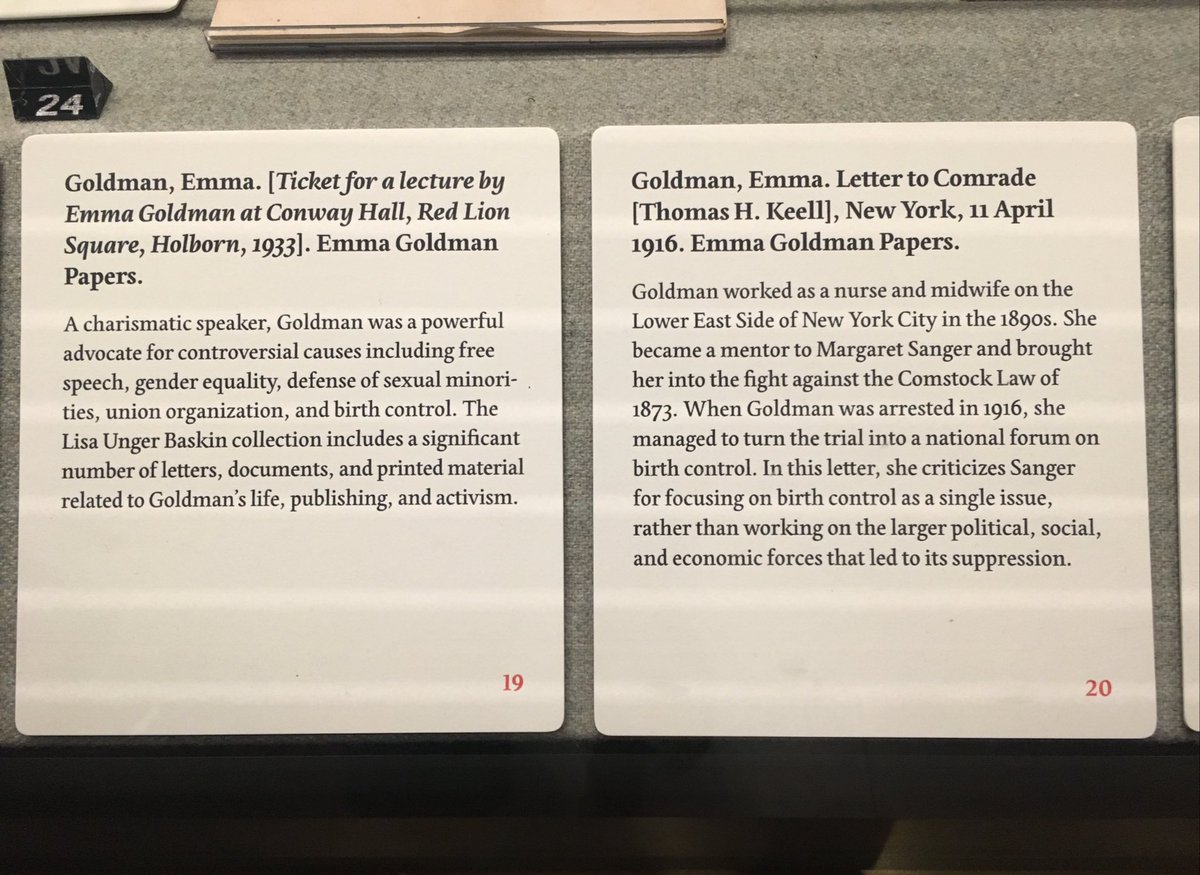 24
Goldman, Emma. [Ticket for a lecture by
Emma Goldman at Conway Hall, Red Lion
Square, Holborn, 1933]. Emma Goldman
Papers.
A charismatic speaker, Goldman was a powerful
advocate for controversial causes including free
speech, gender equality, defense of sexual minori-
ties, union organization, and birth control. The
Lisa Unger Baskin collection includes a significant
number of letters, documents, and printed material
related to Goldman's life, publishing, and activism.
19
Goldman, Emma. Letter to Comrade
[Thomas H. Keell], New York, 11 April
1916. Emma Goldman Papers.
Goldman worked as a nurse and midwife on the
Lower East Side of New York City in the 1890s. She
became a mentor to Margaret Sanger and brought
her into the fight against the Comstock Law of
1873. When Goldman was arrested in 1916, she
managed to turn the trial into a national forum on
birth control. In this letter, she criticizes Sanger
for focusing on birth control as a single issue,
rather than working on the larger political, social,
and economic forces that led to its suppression.
20